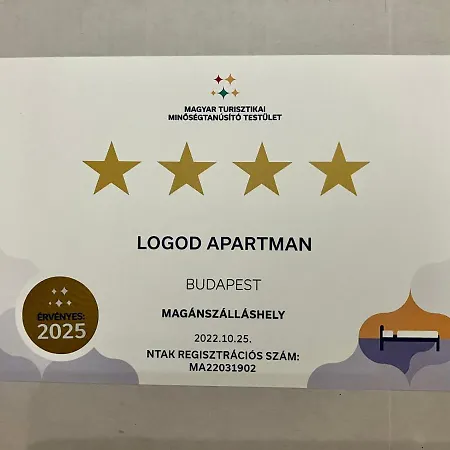 MAGYAR TURISZTIKAI
MINŐSÉGTANÚSÍTÓ TESTÜLET
LOGOD APARTMAN
BUDAPEST
MAGÁNSZÁLLÁSHELY
ÉRVÉNYES:
2025
2022.10.25.
NTAK REGISZTRÁCIÓS SZÁM:
MA22031902